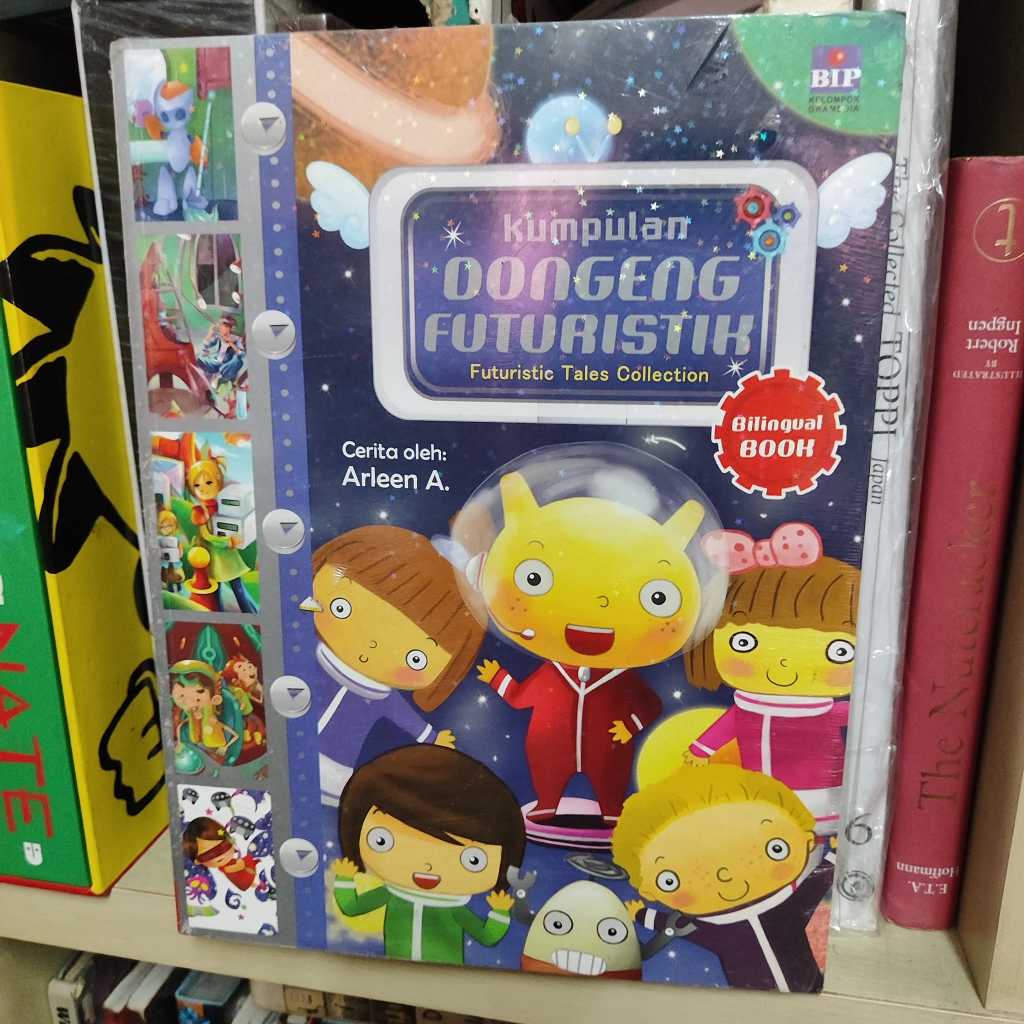 BIP
KELOMPOK
GRAMEDIA
Kumpulan
DONGENG
FUTURISTIK
Futuristic Tales Collection
Bilingual
BOOK
Cerita oleh:
Arleen A.
NATE
The Collected TOPPI Japan
6
ILLUSTRATED
BY
Robert
Ingpen
The Nutcracker
E.T.A.
Hoffmann